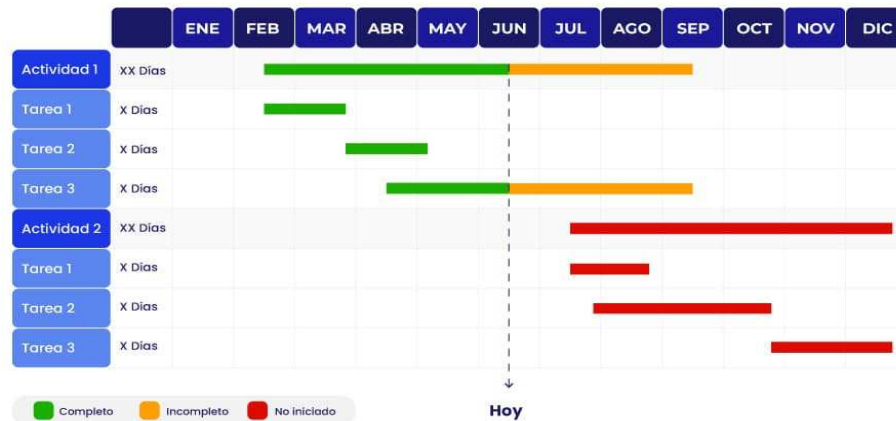 ENE FEB MAR ABR MAY JUN JUL AGO SEP OCT NOV DIC
Actividad 1 XX Días
Tarea 1 X Días
Tarea 2 X Días
Tarea 3 X Días
Actividad 2 XX Días
Tarea 1 X Días
Tarea 2 X Días
Tarea 3 X Días
Completo Incompleto No iniciado Hoy